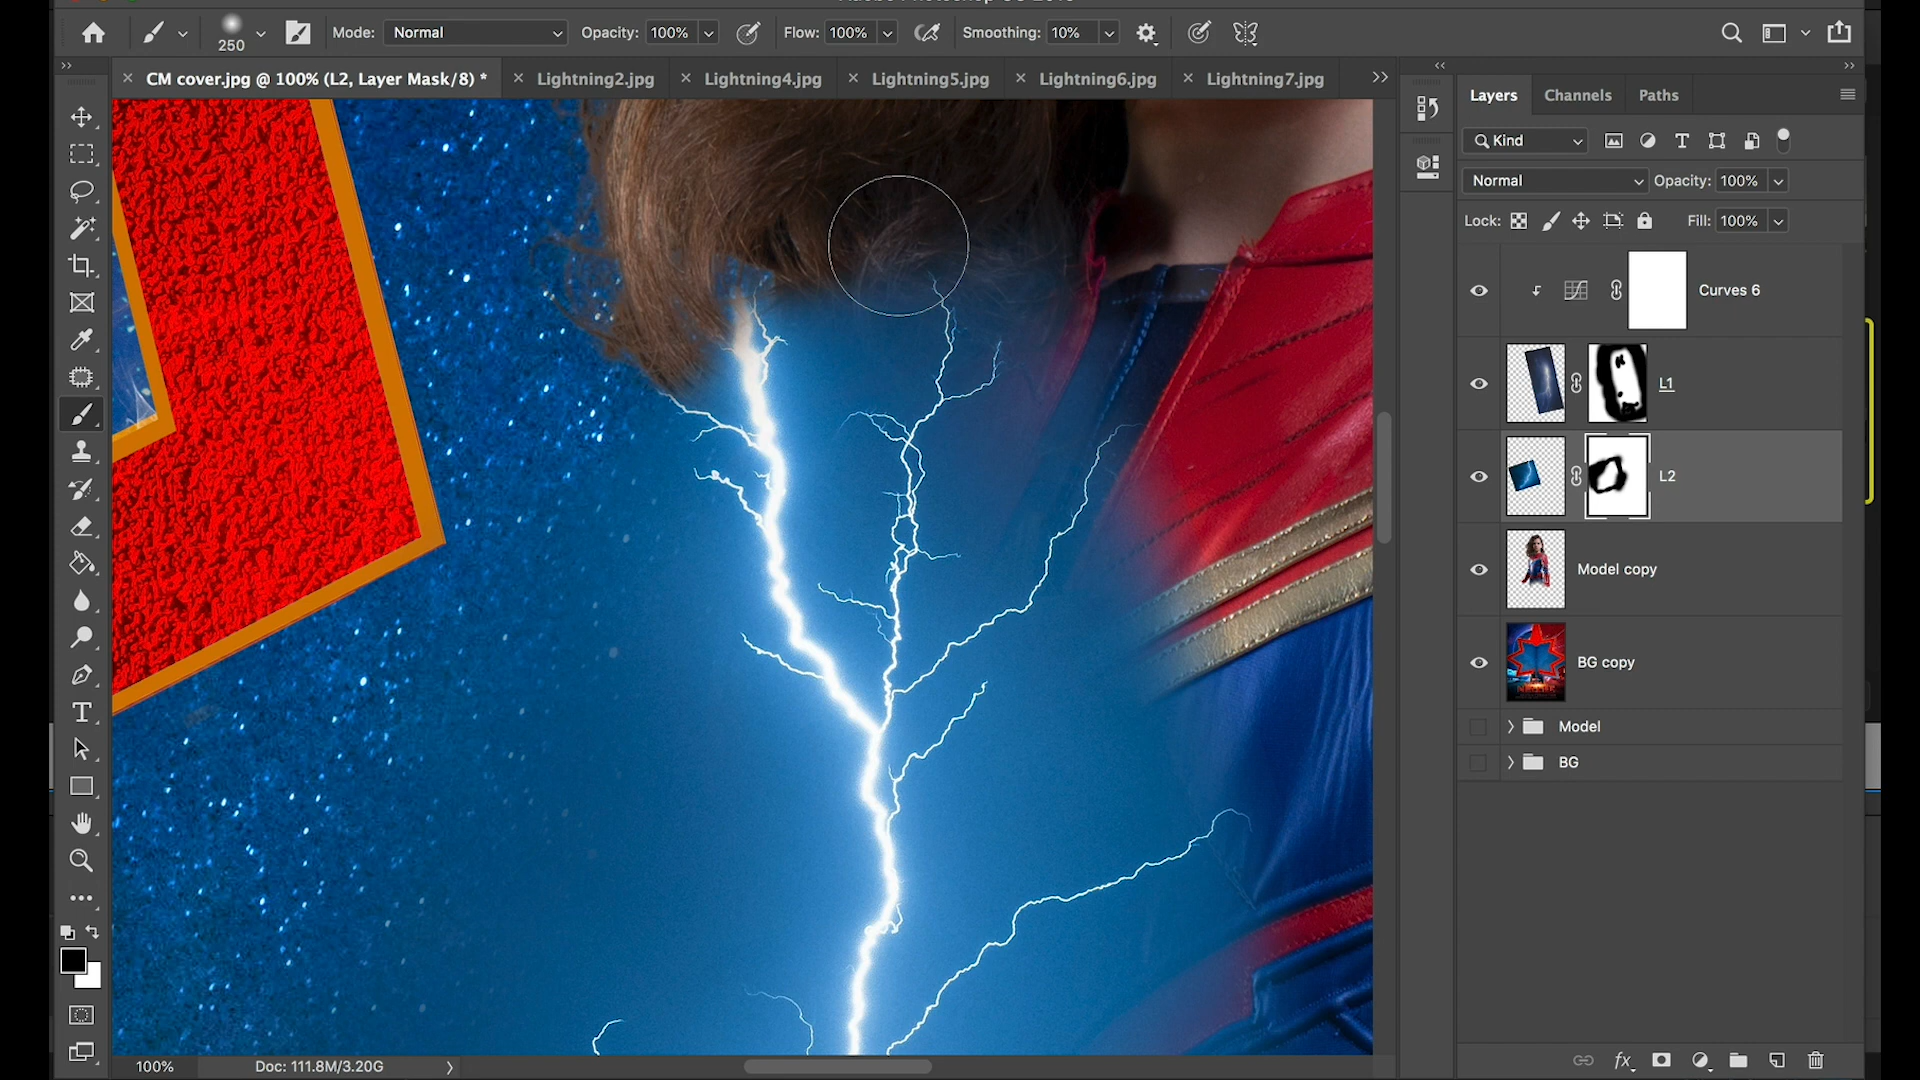 250
Mode: Normal Opacity: 100% Flow: 100% Smoothing: 10%
CM cover.jpg @ 100% (L2, Layer Mask/8) * Lightning2.jpg Lightning4.jpg Lightning5.jpg Lightning6.jpg Lightning7.jpg
Layers Channels Paths
Kind
Normal Opacity: 100%
Lock: Fill: 100%
Curves 6
L1
L2
Model copy
BG copy
Model
BG
100% Doc: 111.8M/3.20G